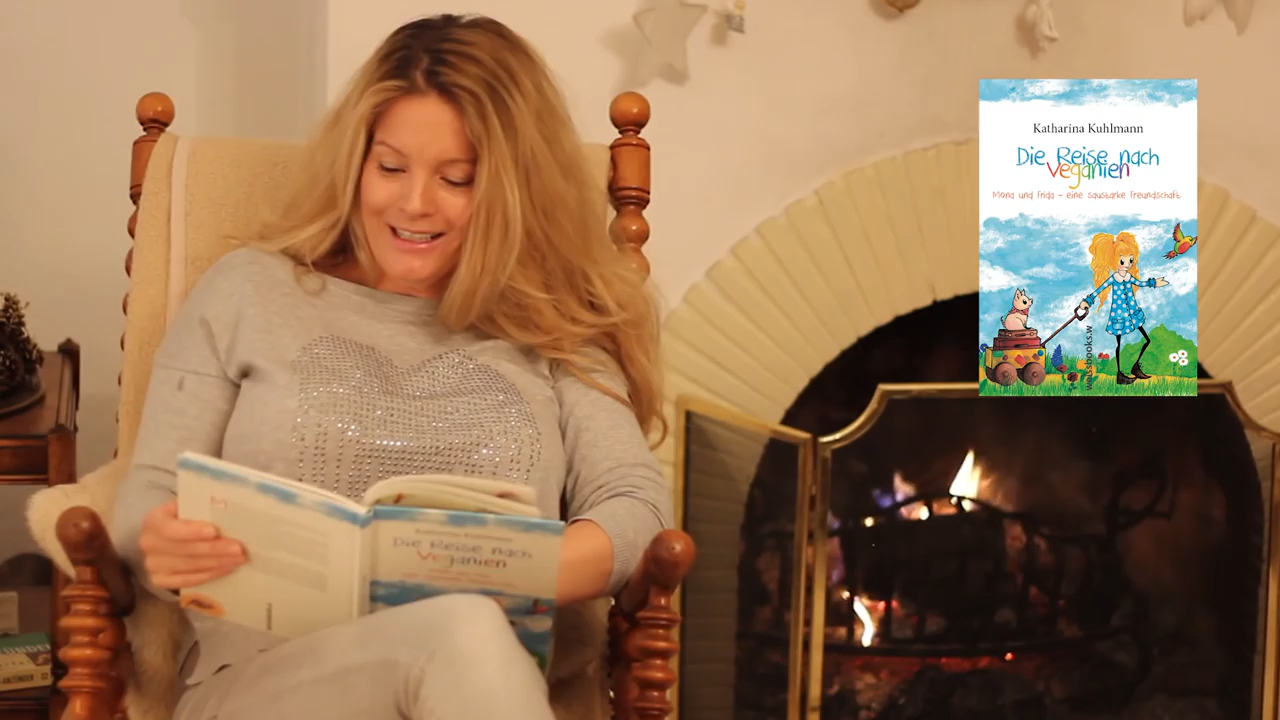 Katharina Kuhlmann
Die Reise nach
Veganien
Mona und Frida - eine saustarke Freundschaft
Die Reise nach
Veganien